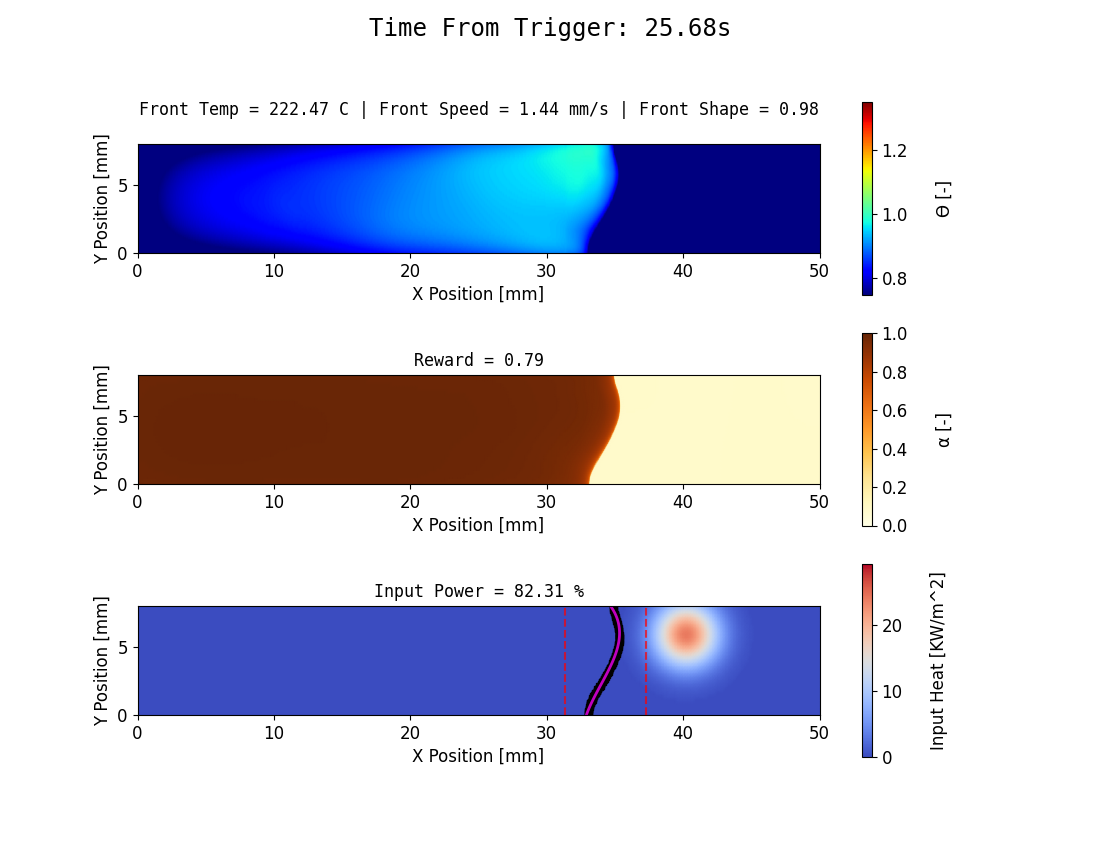 Time From Trigger: 25.68s
Front Temp = 222.47 C | Front Speed = 1.44 mm/s | Front Shape = 0.98
Y Position [mm]
5
0
0 10 20 30 40 50
X Position [mm]
1.2
1.0
0.8
Θ [-]
Reward = 0.79
Y Position [mm]
5
0
0 10 20 30 40 50
X Position [mm]
1.0
0.8
0.6
0.4
0.2
0.0
α [-]
Input Power = 82.31 %
Y Position [mm]
5
0
0 10 20 30 40 50
X Position [mm]
20
10
0
Input Heat [KW/m^2]